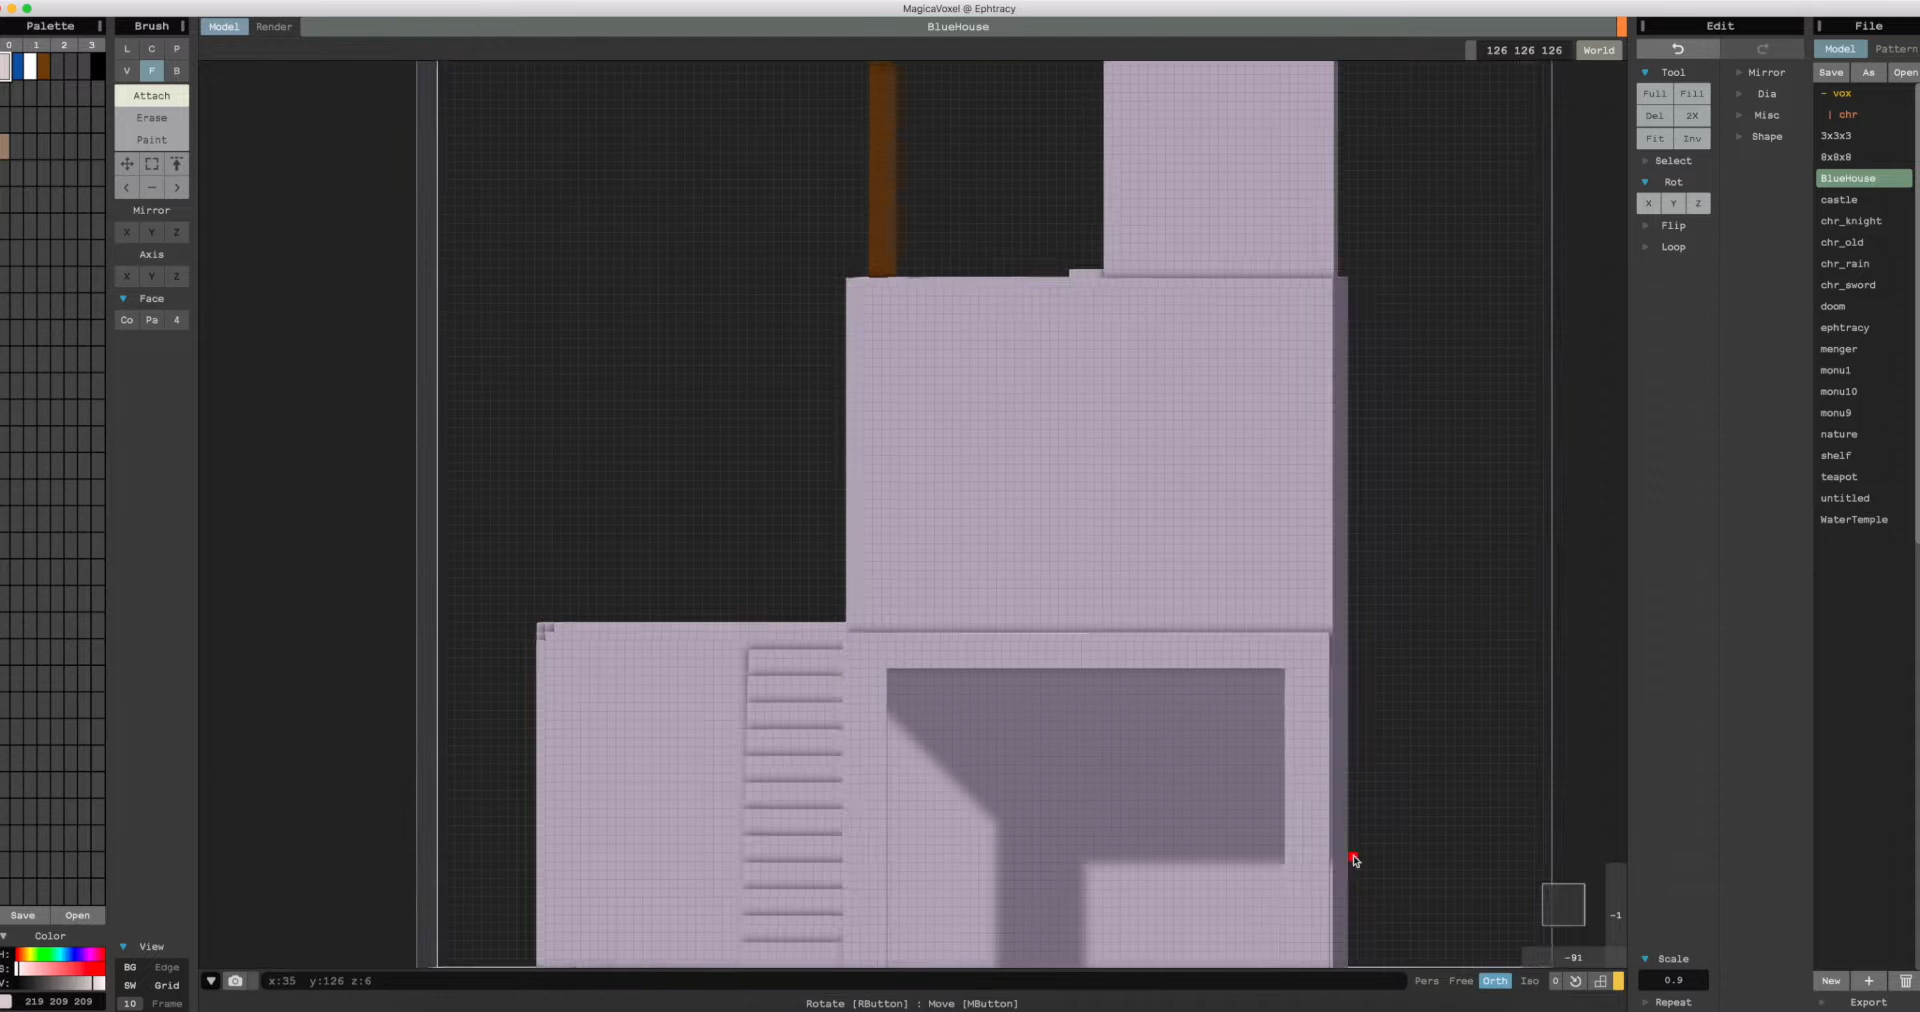 MagicaVoxel @ Ephtracy
Palette
0 1 2 3
Save Open
Color
H:
S:
V:
219 209 209
Brush
L C P
V F B
Attach
Erase
Paint
< − >
Mirror
X Y Z
Axis
X Y Z
Face
Co Pa 4
View
BG Edge
SW Grid
10 Frame
Model Render
BlueHouse
126 126 126 World
-1
-91
x:35 y:126 z:6
Pers Free Orth Iso 0
Rotate [RButton] : Move [MButton]
Edit
Tool
Full Fill
Del 2X
Fit Inv
Select
Rot
X Y Z
Flip
Loop
Mirror
Dia
Misc
Shape
Scale
0.9
Repeat
File
Model Pattern
Save As Open
- vox
| chr
3x3x3
8x8x8
BlueHouse
castle
chr_knight
chr_old
chr_rain
chr_sword
doom
ephtracy
menger
monu1
monu10
monu9
nature
shelf
teapot
untitled
WaterTemple
New +
Export